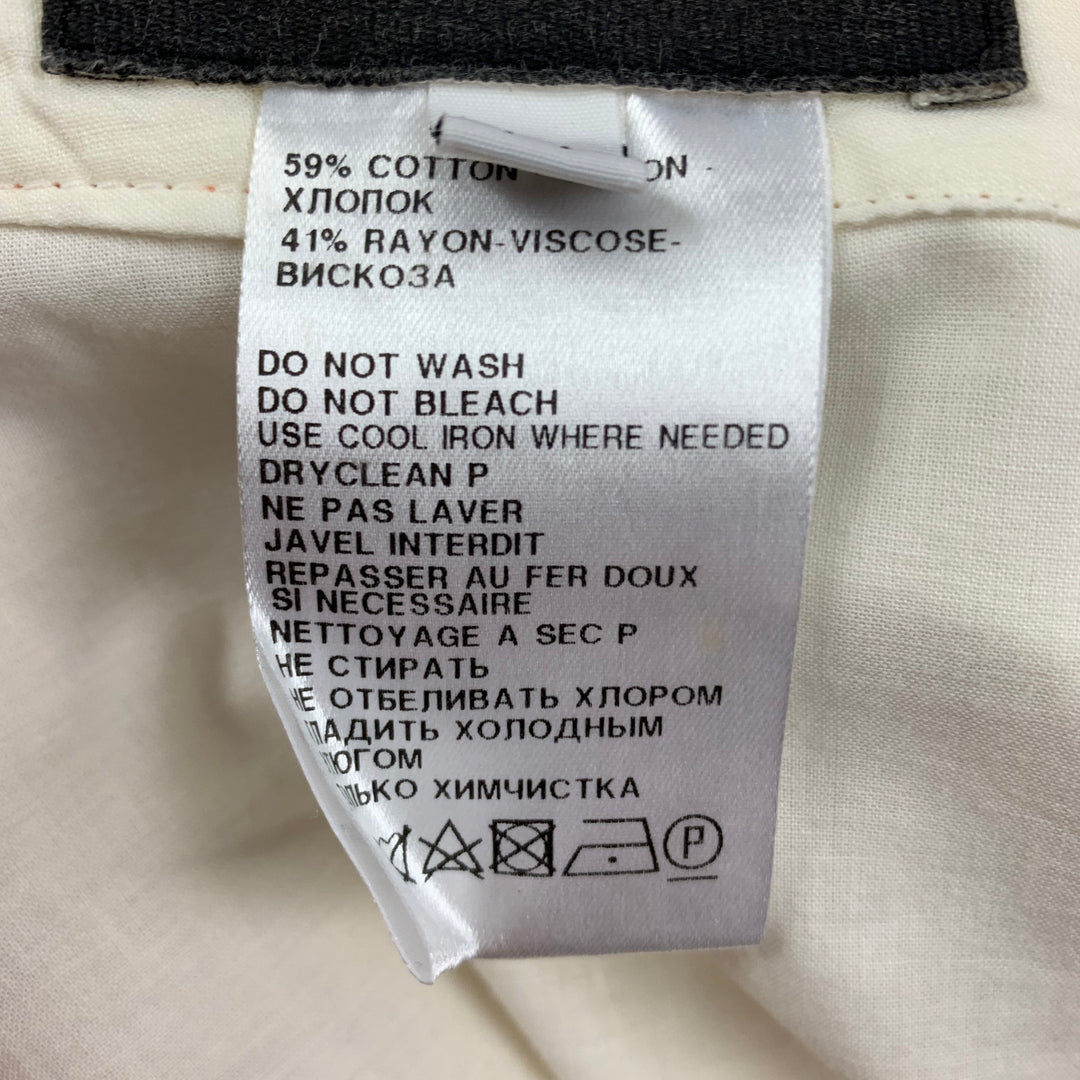 59% COTTON
ХЛОПОК
41% RAYON-VISCOSE-
ВИСКОЗА
DO NOT WASH
DO NOT BLEACH
USE COOL IRON WHERE NEEDED
DRYCLEAN P
NE PAS LAVER
JAVEL INTERDIT
REPASSER AU FER DOUX
SI NECESSAIRE
NETTOYAGE A SEC P
НЕ СТИРАТЬ
НЕ ОТБЕЛИВАТЬ ХЛОРОМ
ХОЛОДНЫМ
ХИМЧИСТКА
P